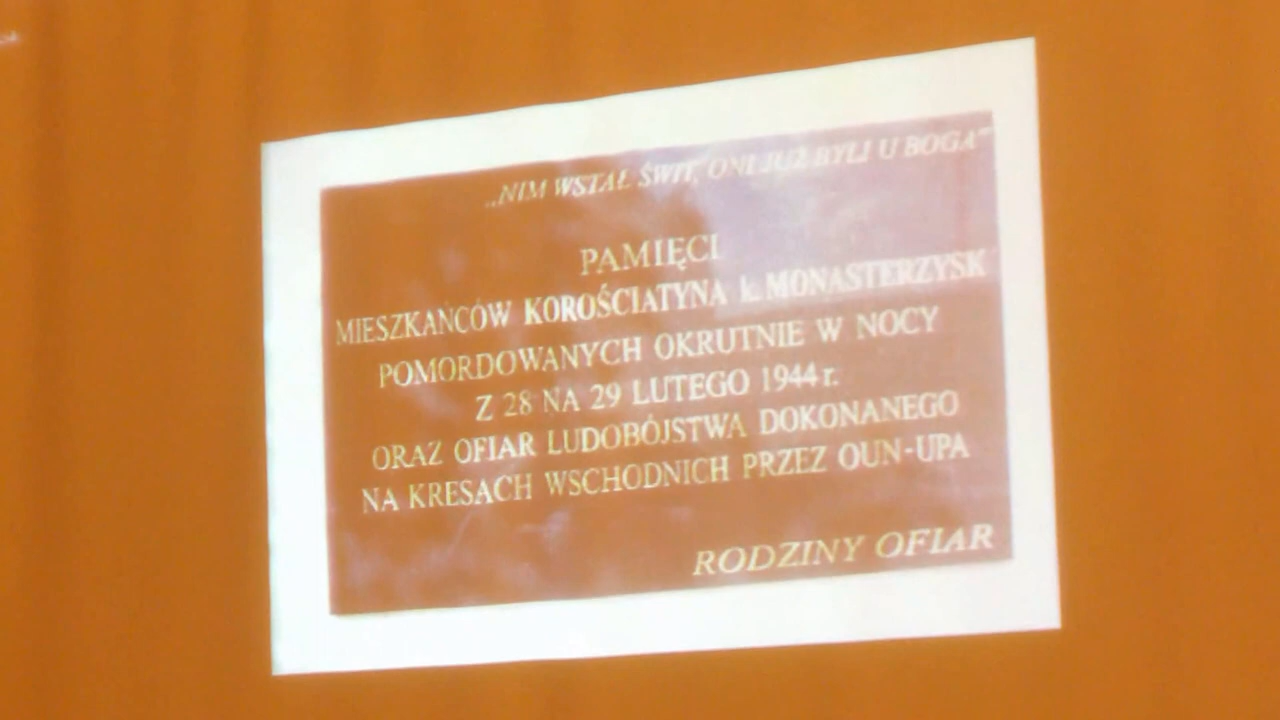 „NIM WSTAŁ ŚWIT, ONI JUŻ BYLI U BOGA”
PAMIĘCI
MIESZKAŃCÓW KOROŚCIATYNA k. MONASTERZYSK
POMORDOWANYCH OKRUTNIE W NOCY
Z 28 NA 29 LUTEGO 1944 r.
ORAZ OFIAR LUDOBÓJSTWA DOKONANEGO
NA KRESACH WSCHODNICH PRZEZ OUN-UPA
RODZINY OFIAR